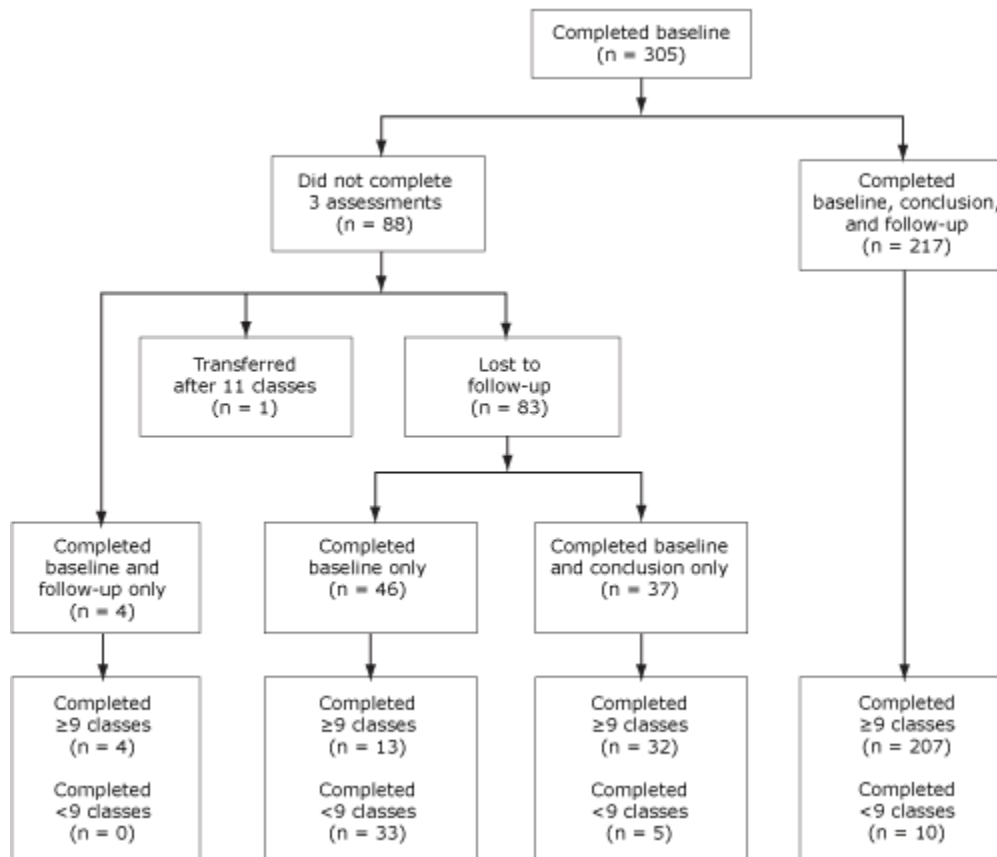 Completed baseline
(n = 305)
Did not complete
3 assessments
(n = 88)
Completed
baseline, conclusion,
and follow-up
(n = 217)
Transferred
after 11 classes
(n = 1)
Lost to
follow-up
(n = 83)
Completed
baseline and
follow-up only
(n = 4)
Completed
baseline only
(n = 46)
Completed baseline
and conclusion only
(n = 37)
Completed
≥9 classes
(n = 4)
Completed
<9 classes
(n = 0)
Completed
≥9 classes
(n = 13)
Completed
<9 classes
(n = 33)
Completed
≥9 classes
(n = 32)
Completed
<9 classes
(n = 5)
Completed
≥9 classes
(n = 207)
Completed
<9 classes
(n = 10)